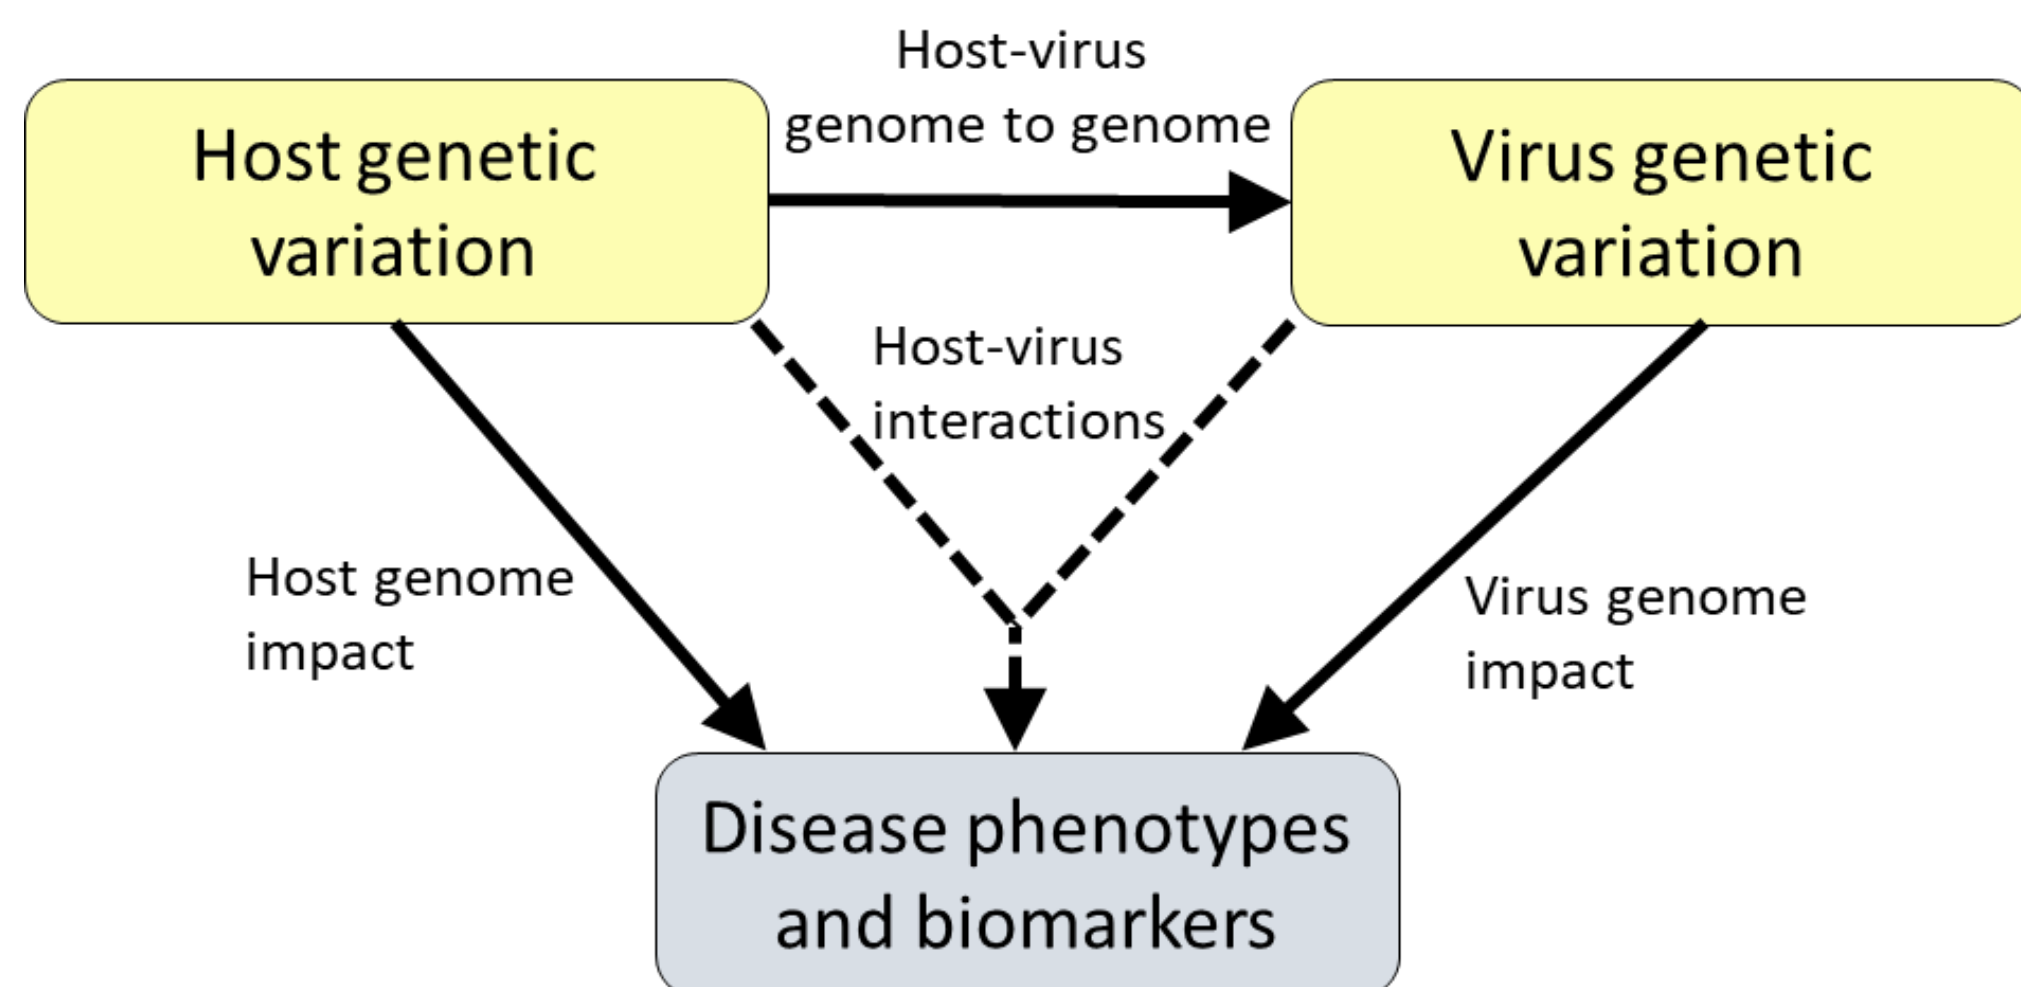 Host-virus
genome to genome
Host genetic
variation
Virus genetic
variation
Host-virus
interactions
Host genome
impact
Virus genome
impact
Disease phenotypes
and biomarkers